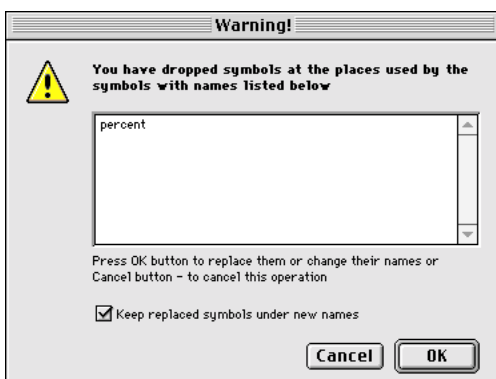 Warning!
You have dropped symbols at the places used by the
symbols with names listed below
percent
Press OK button to replace them or change their names or
Cancel button - to cancel this operation
Keep replaced symbols under new names
Cancel OK